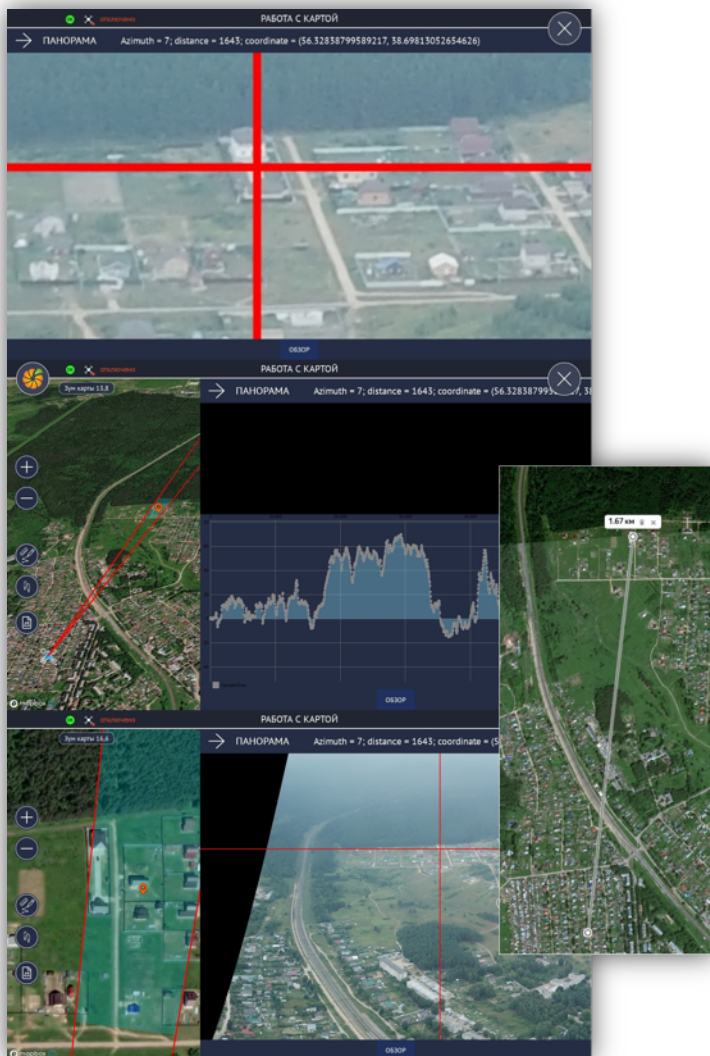 отключено
РАБОТА С КАРТОЙ
ПАНОРАМА Azimuth = 7; distance = 1643; coordinate = (56.32838799589217, 38.69813052654626)
ОБЗОР
отключено
РАБОТА С КАРТОЙ
Зум карты 13,8
ПАНОРАМА Azimuth = 7; distance = 1643; coordinate = (56.3283879
ОБЗОР
mapbox
1.67 км
отключено
РАБОТА С КАРТОЙ
Зум карты 16,6
ПАНОРАМА Azimuth = 7; distance = 1643; coordinate = (5
ОБЗОР
mapbox